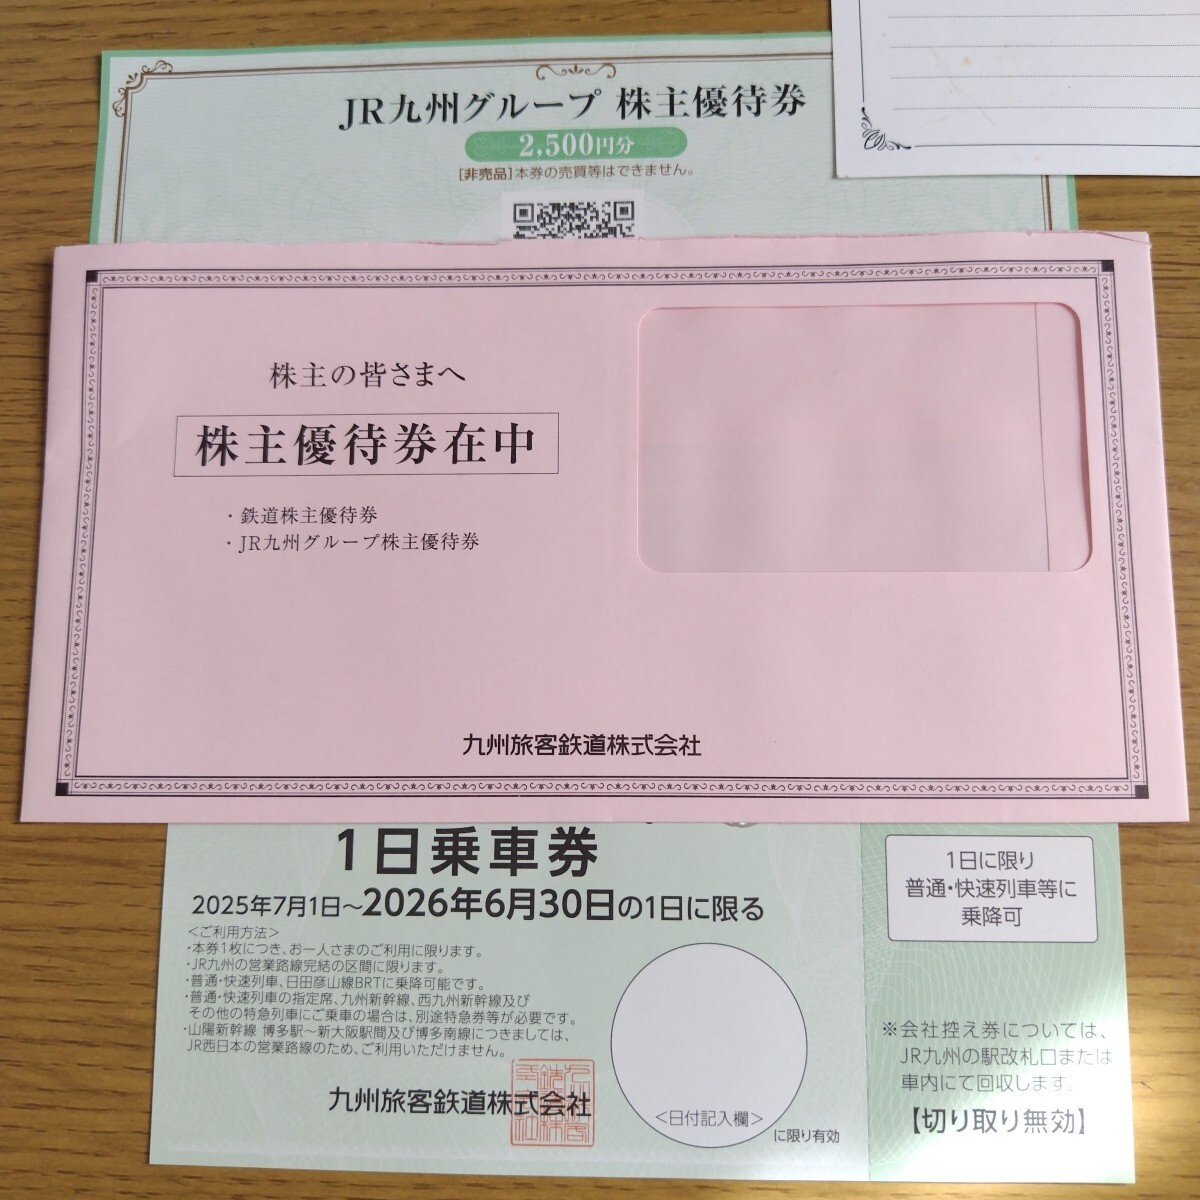 JR九州グループ 株主優待券
2,500円分
[非売品]本券の売買等はできません。
株主の皆さまへ
株主優待券在中
・鉄道株主優待券
・JR九州グループ株主優待券
九州旅客鉄道株式会社
1日乗車券
2025年7月1日～2026年6月30日の1日に限る
＜ご利用方法＞
・本券1枚につき、お一人さまのご利用に限ります。
・JR九州の営業路線完結の区間に限ります。
・普通・快速列車、日田彦山線BRTに乗降可能です。
・普通・快速列車の指定席、九州新幹線、西九州新幹線及び
その他の特急列車にご乗車の場合は、別途特急券等が必要です。
・山陽新幹線 博多駅～新大阪駅間及び博多南線につきましては、
JR西日本の営業路線のため、ご利用いただけません。
九州旅客鉄道株式会社
＜日付記入欄＞
に限り有効
1日に限り
普通・快速列車等に
乗降可
※会社控え券については、
JR九州の駅改札口または
車内にて回収します。
【切り取り無効】